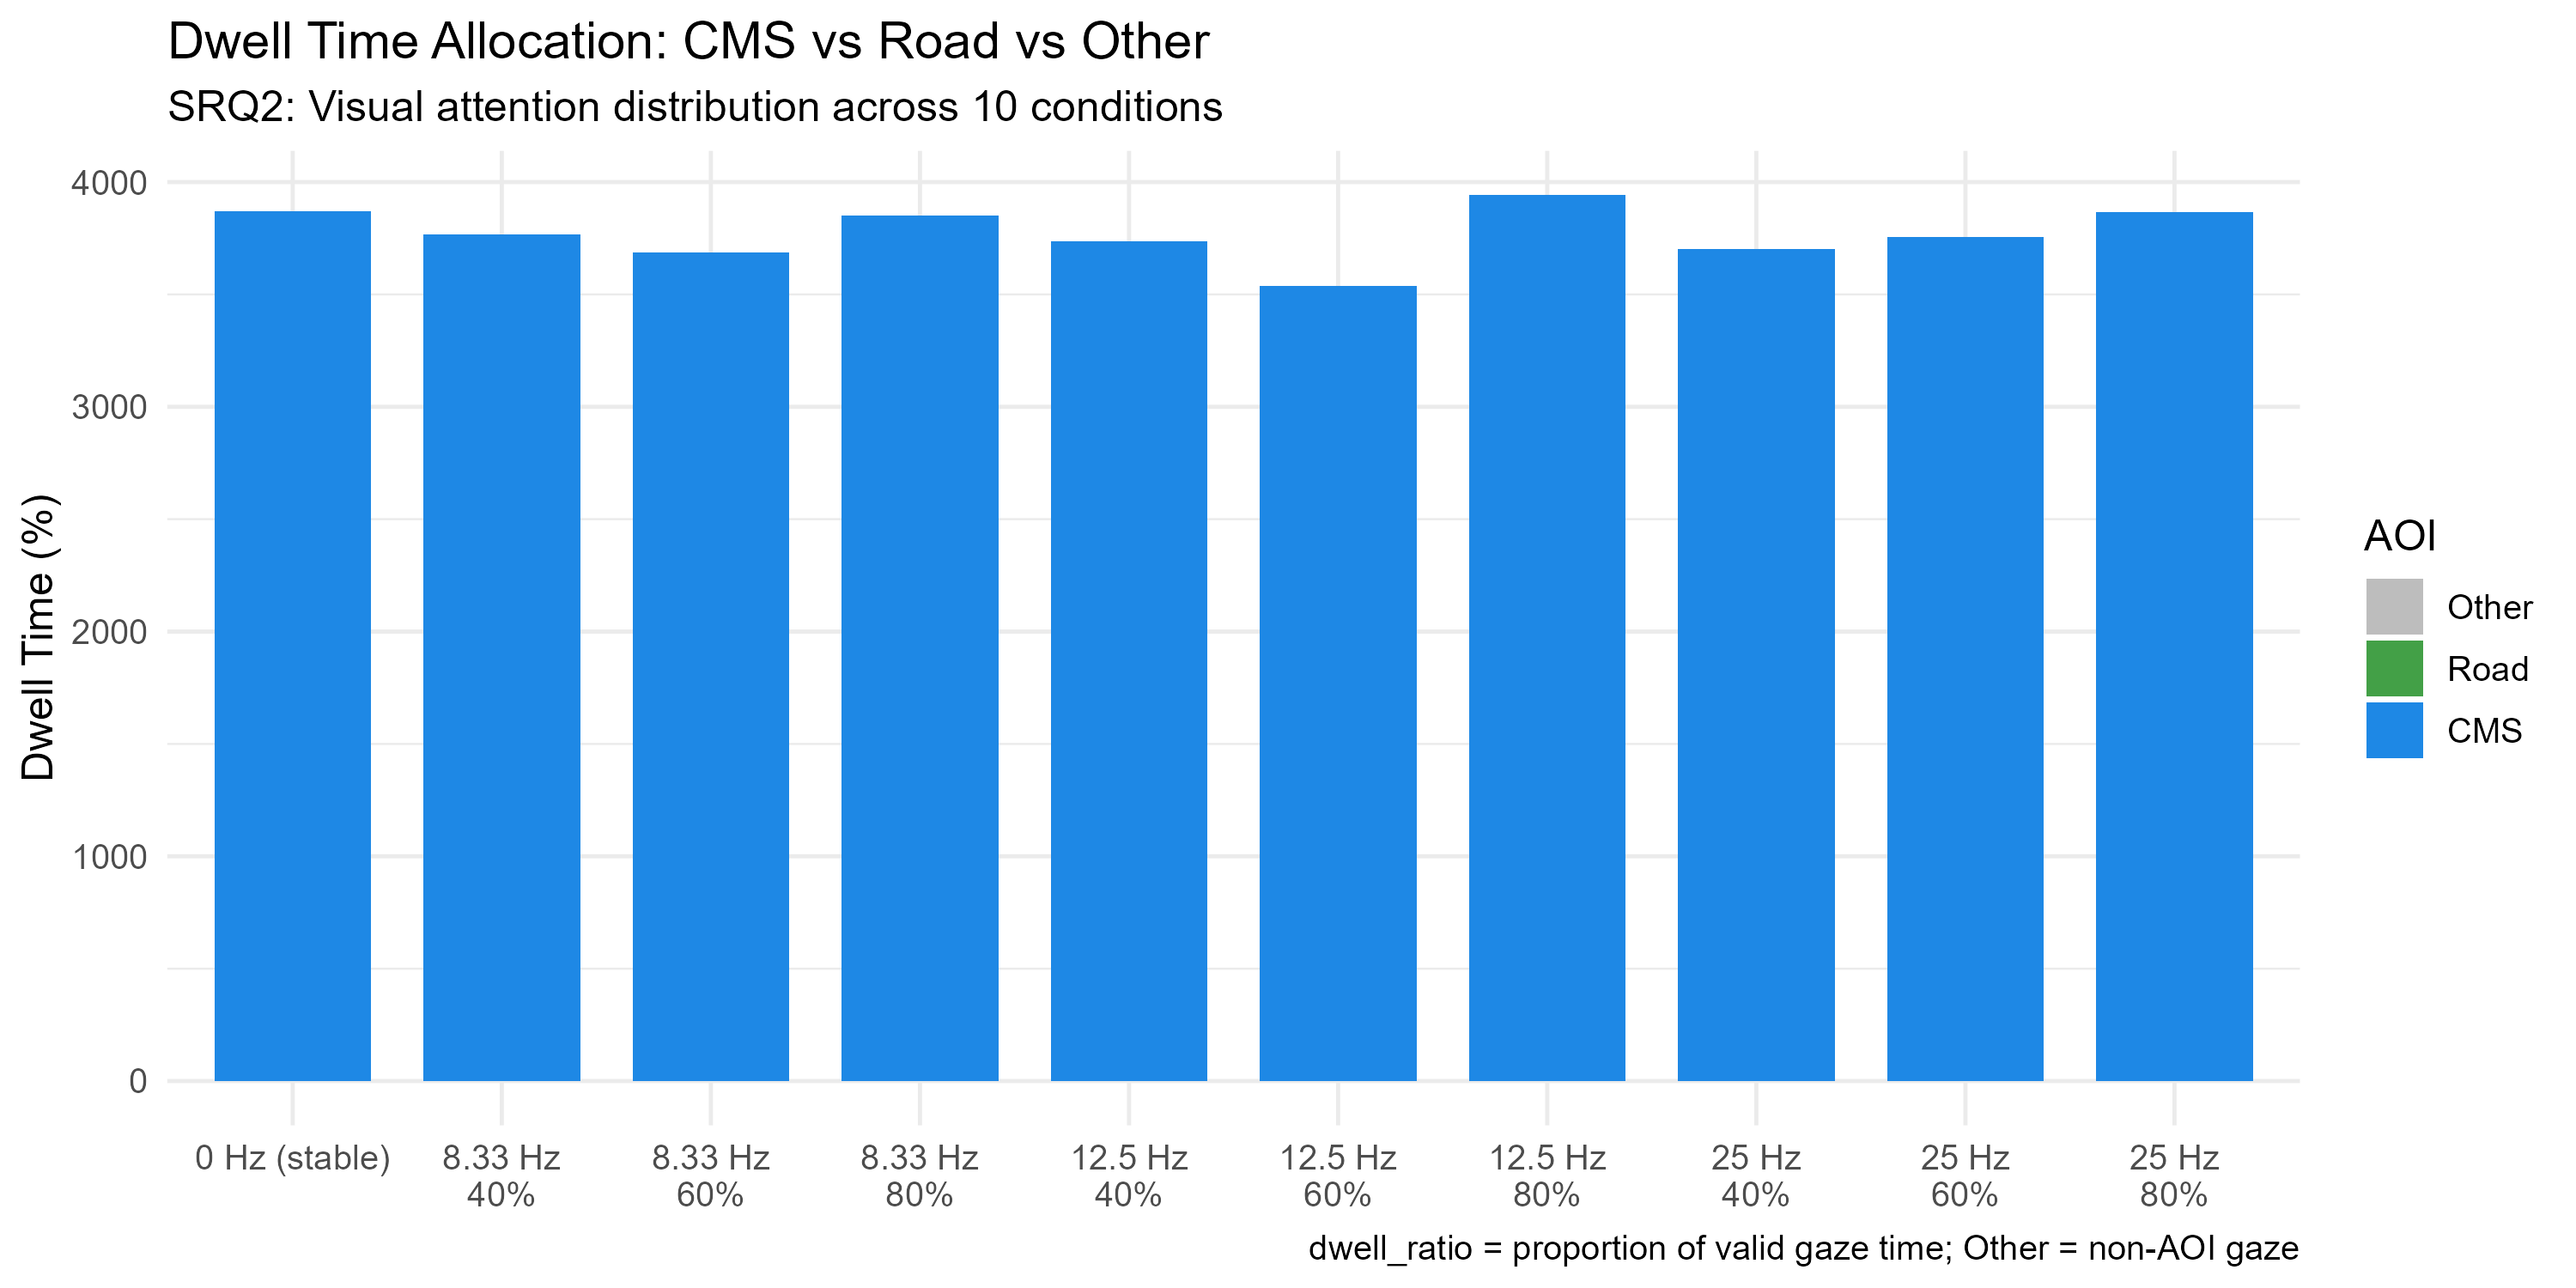 Dwell Time Allocation: CMS vs Road vs Other
SRQ2: Visual attention distribution across 10 conditions
Dwell Time (%)
4000
3000
2000
1000
0
0 Hz (stable)
8.33 Hz
40%
8.33 Hz
60%
8.33 Hz
80%
12.5 Hz
40%
12.5 Hz
60%
12.5 Hz
80%
25 Hz
40%
25 Hz
60%
25 Hz
80%
AOI
Other
Road
CMS
dwell_ratio = proportion of valid gaze time; Other = non-AOI gaze